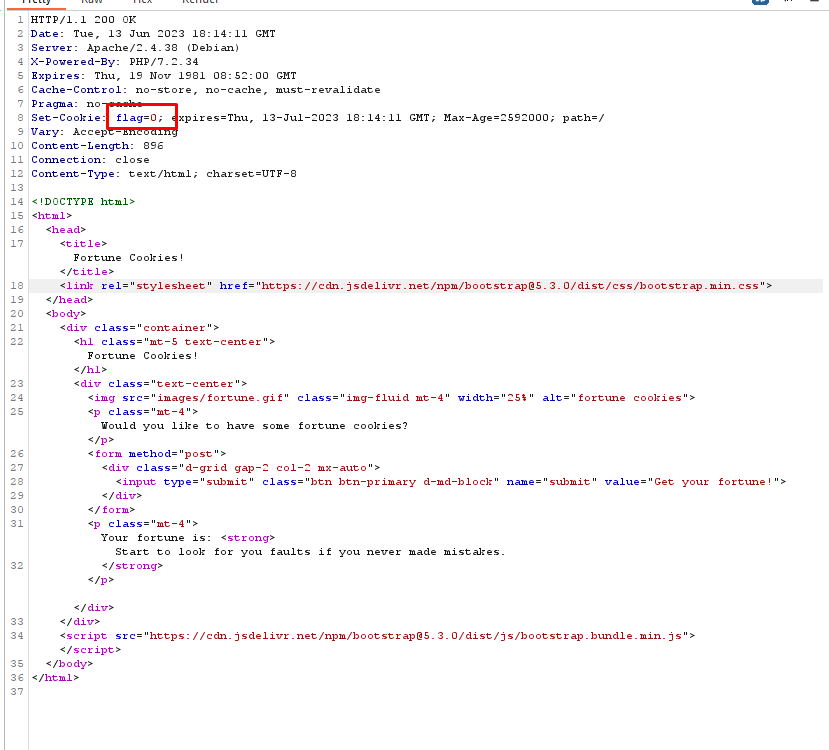 Pretty Raw Hex Render
1 HTTP/1.1 200 OK
2 Date: Tue, 13 Jun 2023 18:14:11 GMT
3 Server: Apache/2.4.38 (Debian)
4 X-Powered-By: PHP/7.2.34
5 Expires: Thu, 19 Nov 1981 08:52:00 GMT
6 Cache-Control: no-store, no-cache, must-revalidate
7 Pragma: no-cache
8 Set-Cookie: flag=0; expires=Thu, 13-Jul-2023 18:14:11 GMT; Max-Age=2592000; path=/
9 Vary: Accept-Encoding
10 Content-Length: 896
11 Connection: close
12 Content-Type: text/html; charset=UTF-8
13
14 <!DOCTYPE html>
15 <html>
16 <head>
17 <title>
Fortune Cookies!
</title>
18 <link rel="stylesheet" href="https://cdn.jsdelivr.net/npm/bootstrap@5.3.0/dist/css/bootstrap.min.css">
19 </head>
20 <body>
21 <div class="container">
22 <h1 class="mt-5 text-center">
Fortune Cookies!
</h1>
23 <div class="text-center">
24 <img src="images/fortune.gif" class="img-fluid mt-4" width="25%" alt="fortune cookies">
25 <p class="mt-4">
Would you like to have some fortune cookies?
</p>
26 <form method="post">
27 <div class="d-grid gap-2 col-2 mx-auto">
28 <input type="submit" class="btn btn-primary d-md-block" name="submit" value="Get your fortune!">
29 </div>
30 </form>
31 <p class="mt-4">
Your fortune is: <strong>
Start to look for you faults if you never made mistakes.
32 </strong>
</p>
</div>
33 </div>
34 <script src="https://cdn.jsdelivr.net/npm/bootstrap@5.3.0/dist/js/bootstrap.bundle.min.js">
</script>
35 </body>
36 </html>
37